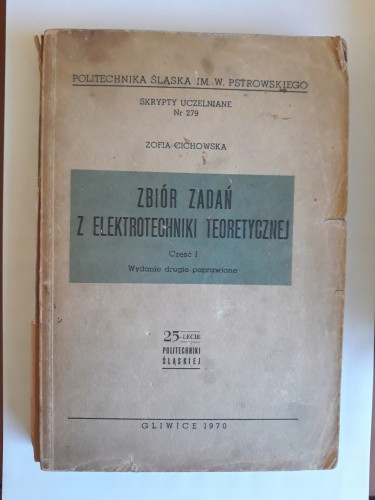 POLITECHNIKA ŚLĄSKA IM. W. PSTROWSKIEGO
SKRYPTY UCZELNIANE
Nr 279
ZOFIA CICHOWSKA
ZBIÓR ZADAŃ
Z ELEKTROTECHNIKI TEORETYCZNEJ
Część I
Wydanie drugie poprawione
25-LECIE
POLITECHNIKI
ŚLĄSKIEJ
GLIWICE 1970